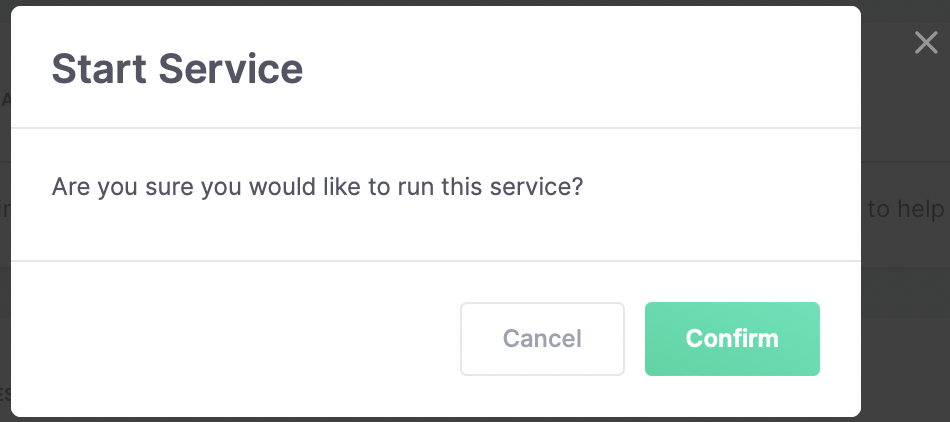 Start Service
Are you sure you would like to run this service?
to help
Cancel
Confirm